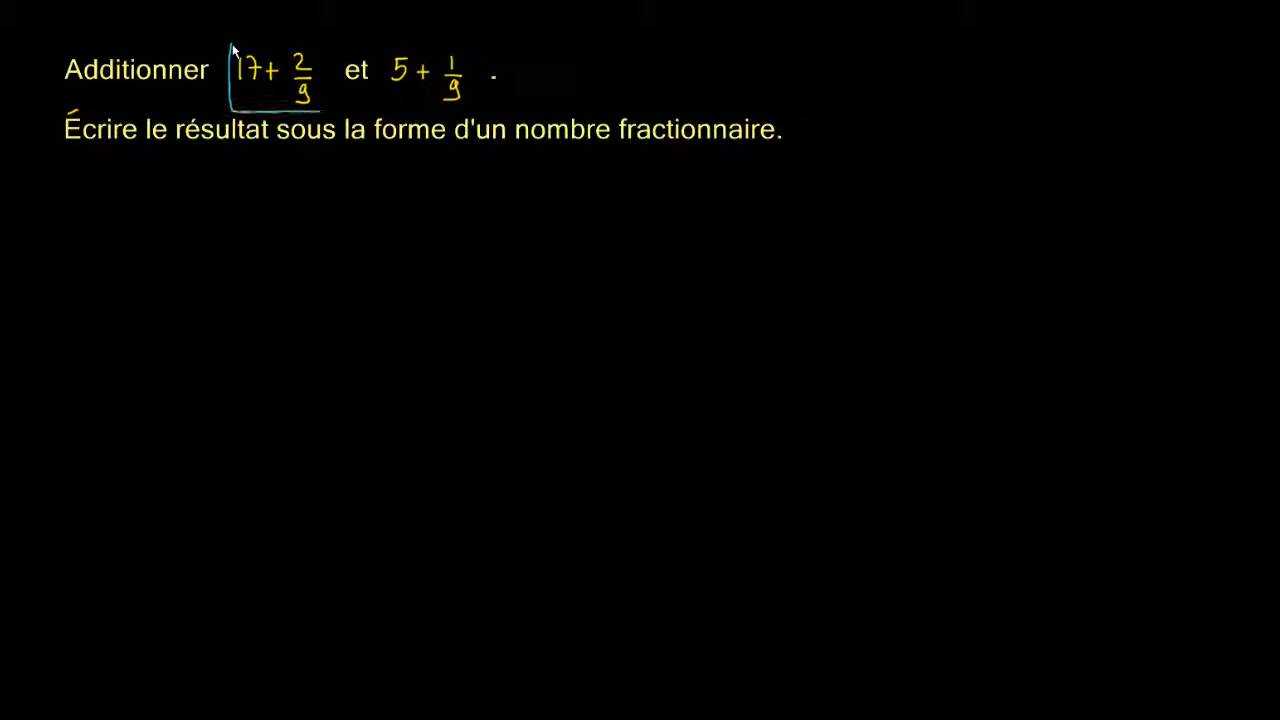 Additionner 17 + 2/9 et 5 + 1/9 .
Écrire le résultat sous la forme d'un nombre fractionnaire.